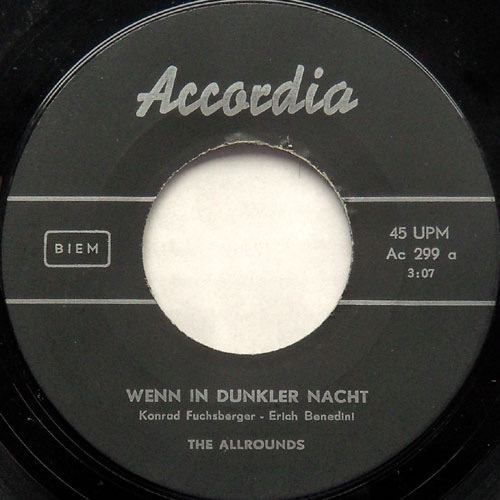 Accordia
BIEM
45 UPM
Ac 299 a
3:07
WENN IN DUNKLER NACHT
Konrad Fuchsberger - Erich Benedini
THE ALLROUNDS